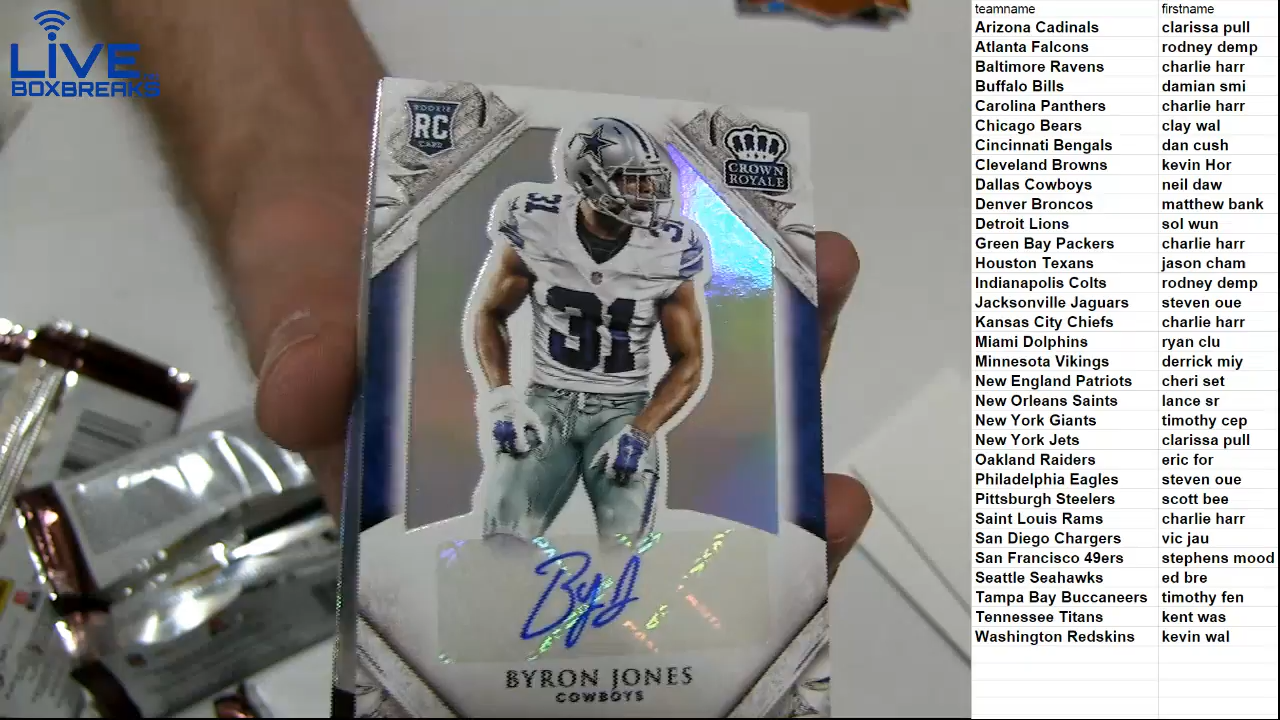 LIVE
BOXBREAKS
ROOKIE
RC
CARD
CROWN
ROYALE
31
31
31
BYRON JONES
COWBOYS
teamname firstname
Arizona Cadinals clarissa pull
Atlanta Falcons rodney demp
Baltimore Ravens charlie harr
Buffalo Bills damian smi
Carolina Panthers charlie harr
Chicago Bears clay wal
Cincinnati Bengals dan cush
Cleveland Browns kevin Hor
Dallas Cowboys neil daw
Denver Broncos matthew bank
Detroit Lions sol wun
Green Bay Packers charlie harr
Houston Texans jason cham
Indianapolis Colts rodney demp
Jacksonville Jaguars steven oue
Kansas City Chiefs charlie harr
Miami Dolphins ryan clu
Minnesota Vikings derrick miy
New England Patriots cheri set
New Orleans Saints lance sr
New York Giants timothy cep
New York Jets clarissa pull
Oakland Raiders eric for
Philadelphia Eagles steven oue
Pittsburgh Steelers scott bee
Saint Louis Rams charlie harr
San Diego Chargers vic jau
San Francisco 49ers stephens mood
Seattle Seahawks ed bre
Tampa Bay Buccaneers timothy fen
Tennessee Titans kent was
Washington Redskins kevin wal